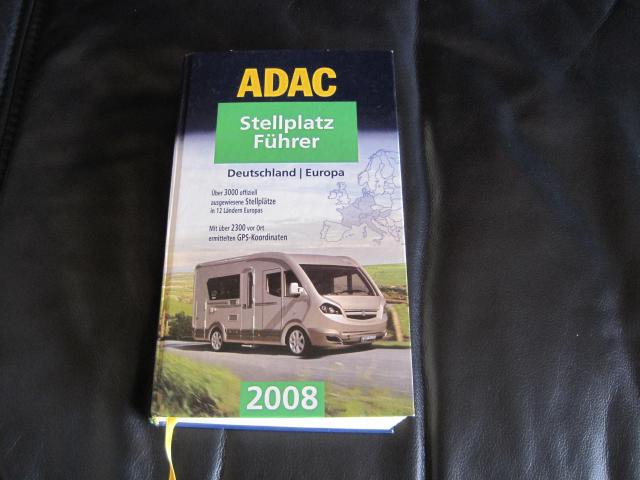 ADAC
Stellplatz
Führer
Deutschland | Europa
Über 3000 offiziell
ausgewiesene Stellplätze
in 12 Ländern Europas
Mit über 2300 vor Ort
ermittelten GPS-Koordinaten
2008